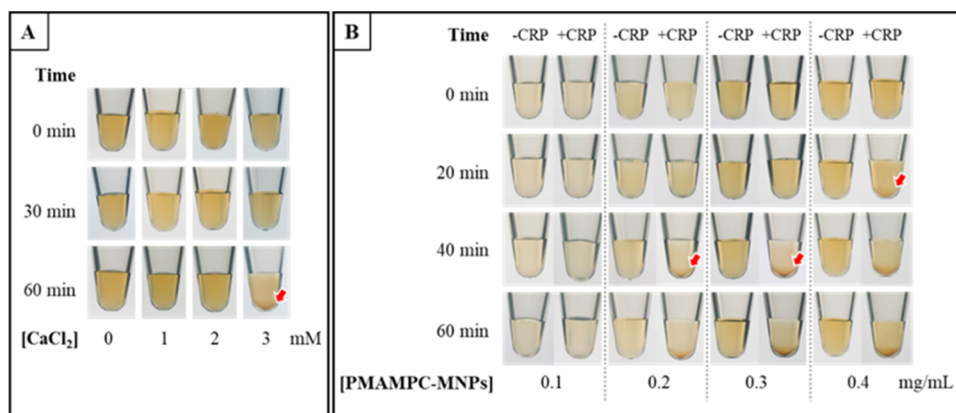 A
Time
0 min
30 min
60 min
[CaCl₂] 0 1 2 3 mM
B
Time -CRP +CRP -CRP +CRP -CRP +CRP -CRP +CRP
0 min
20 min
40 min
60 min
[PMAMPC-MNPs] 0.1 0.2 0.3 0.4 mg/mL